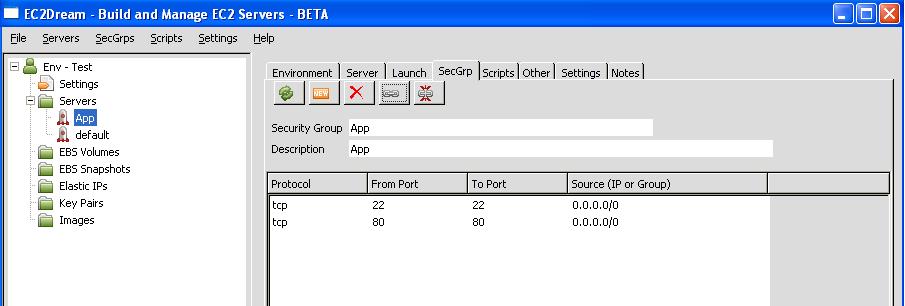 EC2Dream - Build and Manage EC2 Servers - BETA
File Servers SecGrps Scripts Settings Help
Env - Test
Settings
Servers
App
default
EBS Volumes
EBS Snapshots
Elastic IPs
Key Pairs
Images
Environment Server Launch SecGrp Scripts Other Settings Notes
NEW
Security Group App
Description App
Protocol From Port To Port Source (IP or Group)
tcp 22 22 0.0.0.0/0
tcp 80 80 0.0.0.0/0